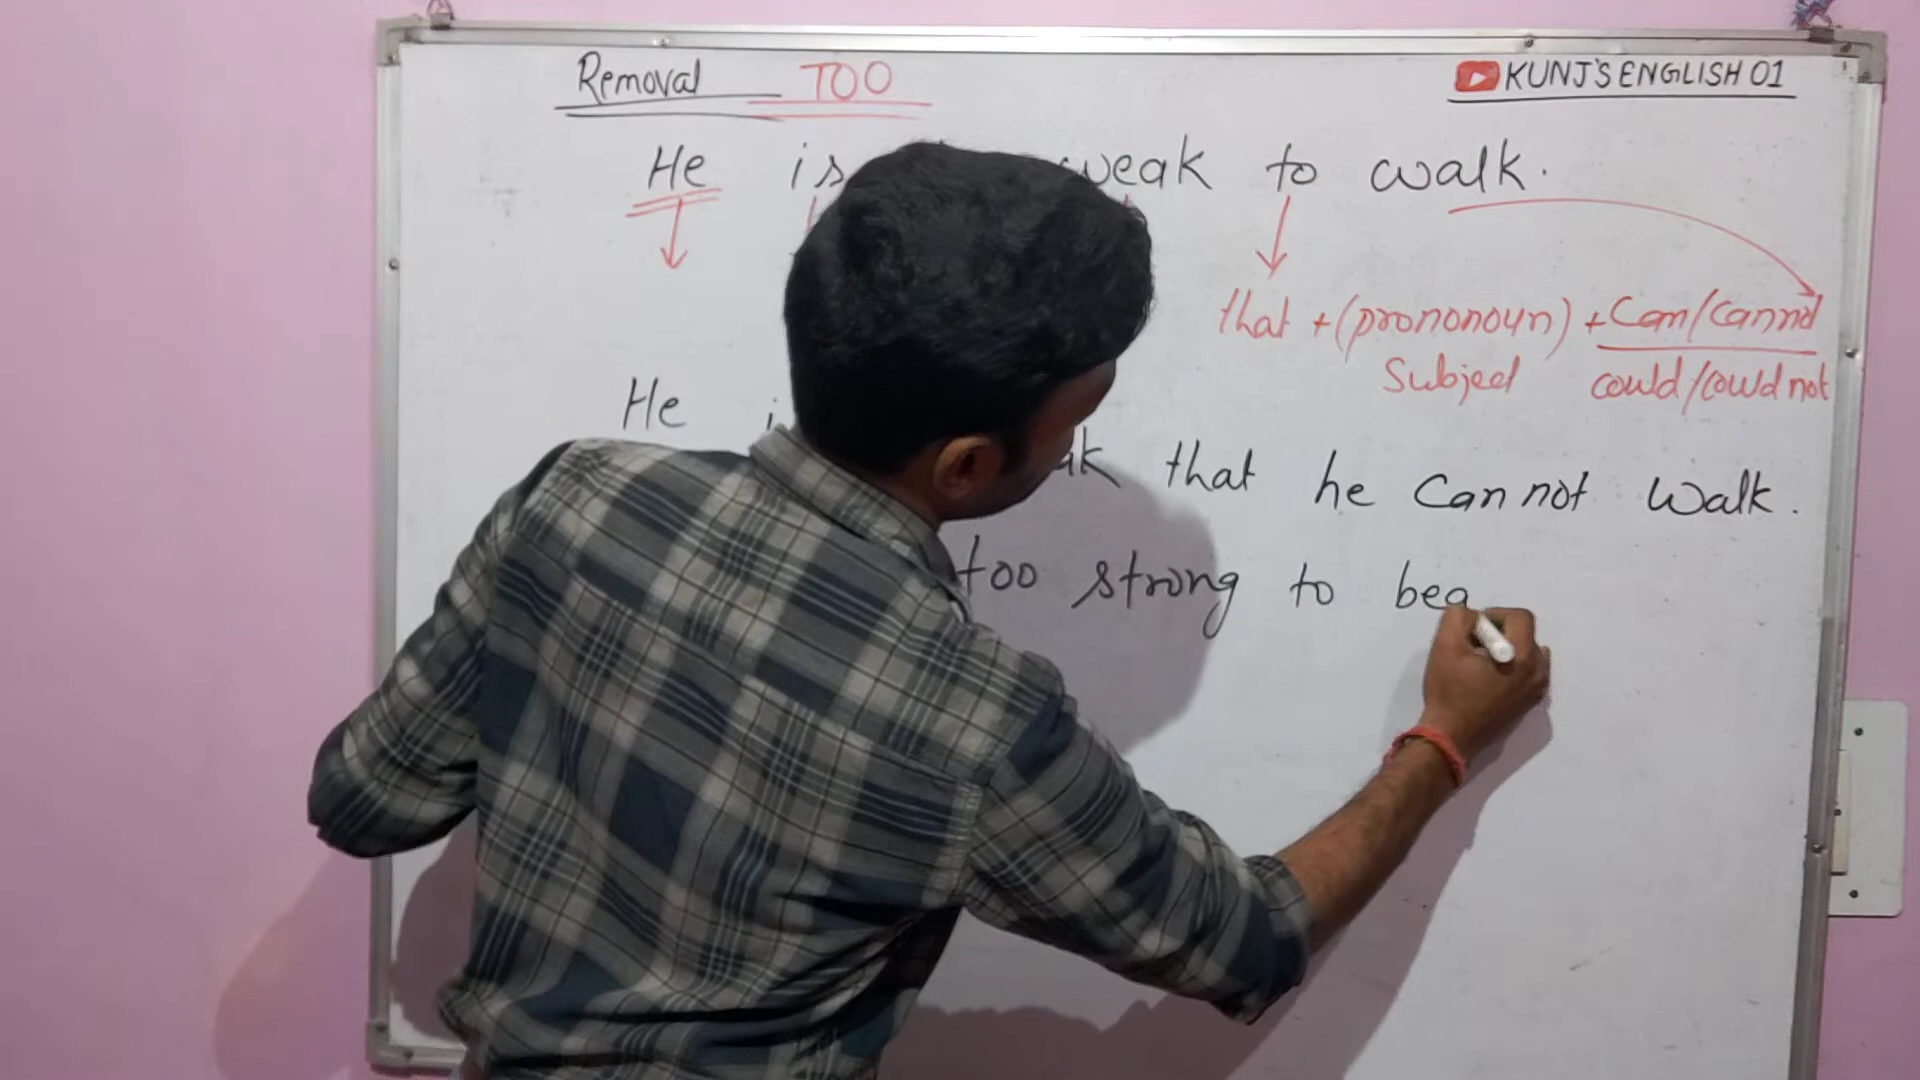 Removal TOO
KUNJ'S ENGLISH 01
He is weak to walk.
that + (prononoun) + Can/Cannot
Subject could/could not
He
that he Can not Walk.
too strong to bea